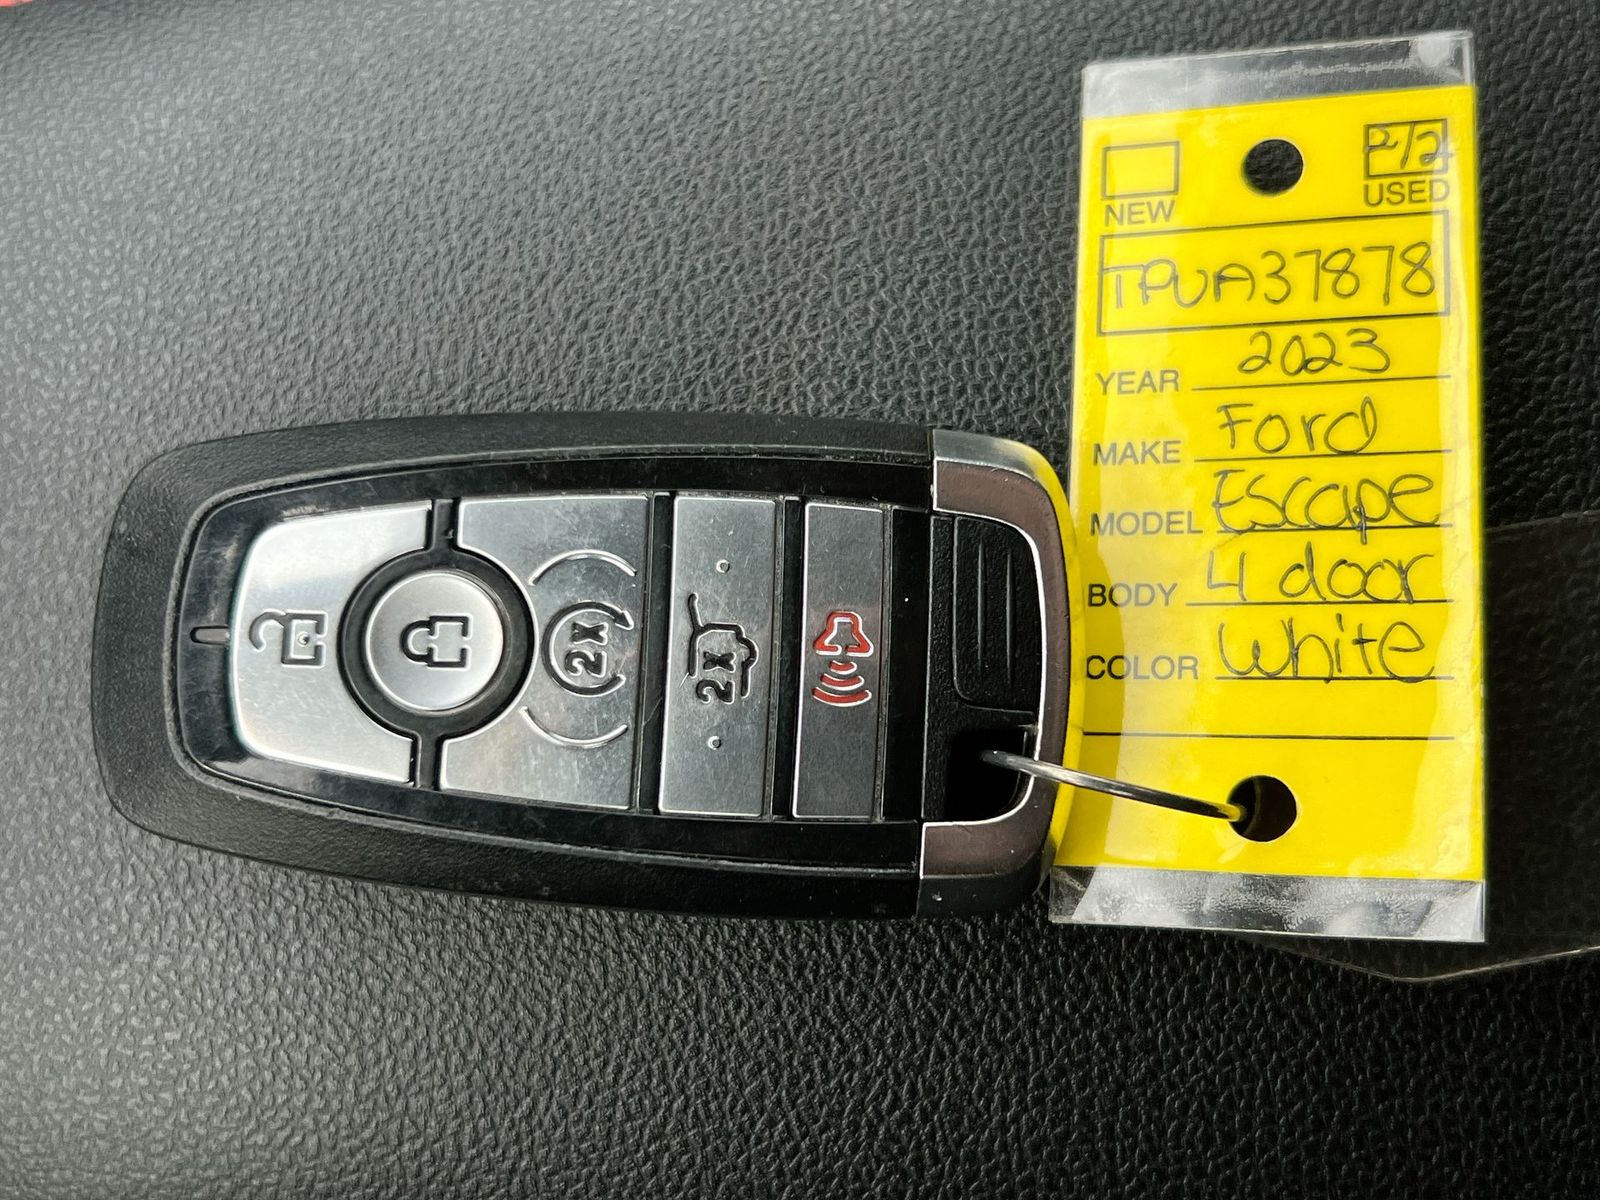 2/2
NEW USED
TPUA37878
YEAR 2023
MAKE Ford
MODEL Escape
BODY 4 door
COLOR White
2x
2x